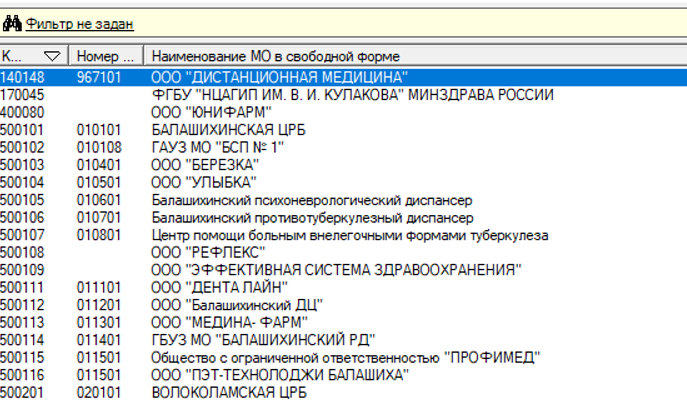 Фильтр не задан
К... Номер ... Наименование МО в свободной форме
140148 967101 ООО "ДИСТАНЦИОННАЯ МЕДИЦИНА"
170045 ФГБУ "НЦАГИП ИМ. В. И. КУЛАКОВА" МИНЗДРАВА РОССИИ
400080 ООО "ЮНИФАРМ"
500101 010101 БАЛАШИХИНСКАЯ ЦРБ
500102 010108 ГАУЗ МО "БСП № 1"
500103 010401 ООО "БЕРЕЗКА"
500104 010501 ООО "УЛЫБКА"
500105 010601 Балашихинский психоневрологический диспансер
500106 010701 Балашихинский противотуберкулезный диспансер
500107 010801 Центр помощи больным внелегочными формами туберкулеза
500108 ООО "РЕФЛЕКС"
500109 ООО "ЭФФЕКТИВНАЯ СИСТЕМА ЗДРАВООХРАНЕНИЯ"
500111 011101 ООО "ДЕНТА ЛАЙН"
500112 011201 ООО "Балашихинский ДЦ"
500113 011301 ООО "МЕДИНА- ФАРМ"
500114 011401 ГБУЗ МО "БАЛАШИХИНСКИЙ РД"
500115 011501 Общество с ограниченной ответственностью "ПРОФИМЕД"
500116 011501 ООО "ПЭТ-ТЕХНОЛОДЖИ БАЛАШИХА"
500201 020101 ВОЛОКОЛАМСКАЯ ЦРБ